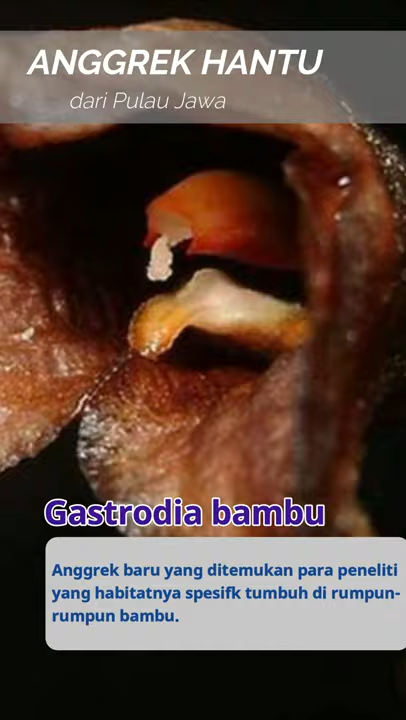 ANGGREK HANTU
dari Pulau Jawa
Gastrodia bambu
Anggrek baru yang ditemukan para peneliti
yang habitatnya spesifk tumbuh di rumpun-
rumpun bambu.